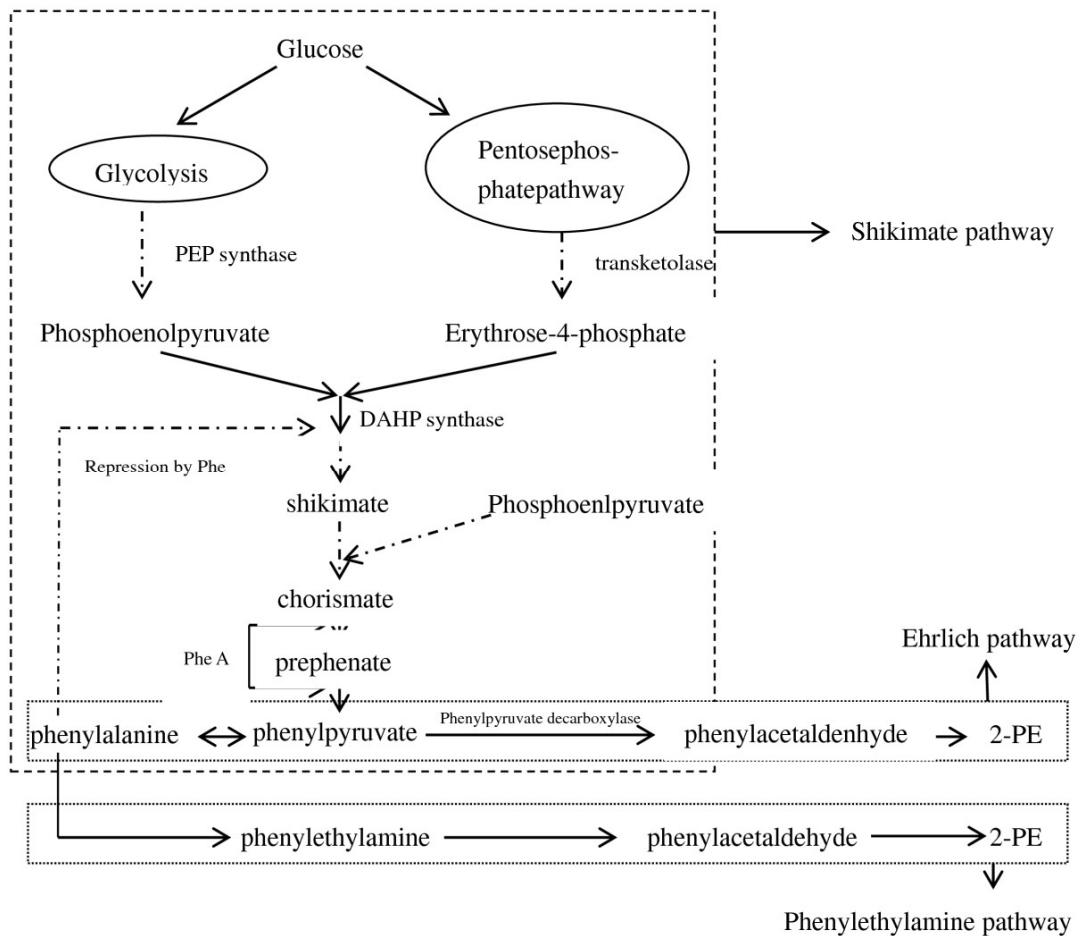 Glucose
Glycolysis
Pentosephos-
phatepathway
Shikimate pathway
PEP synthase
transketolase
Phosphoenolpyruvate
Erythrose-4-phosphate
DAHP synthase
Repression by Phe
shikimate
Phosphoenlpyruvate
chorismate
Phe A
prephenate
Ehrlich pathway
phenylalanine
phenylpyruvate
Phenylpyruvate decarboxylase
phenylacetaldenhyde
2-PE
phenylethylamine
phenylacetaldehyde
2-PE
Phenylethylamine pathway